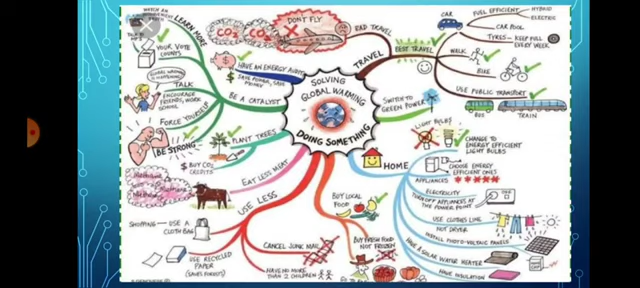 SOLVING
GLOBAL WARMING
DOING SOMETHING
TRAVEL
BAD TRAVEL
DON'T FLY
CO2
CO2
BEST TRAVEL
CAR
FUEL EFFICIENT
HYBRID
ELECTRIC
CAR POOL
TYRES
KEEP FULL
EVERY WEEK
WALK
BIKE
USE PUBLIC TRANSPORT
BUS
TRAIN
SWITCH TO
GREEN POWER
HOME
LIGHT BULBS
CHANGE TO
ENERGY EFFICIENT
LIGHT BULBS
CHOOSE ENERGY
EFFICIENT ONES
APPLIANCES
ELECTRICITY
TURN OFF APPLIANCES AT
THE POWER POINT
USE CLOTHES LINE
NOT DRYER
INSTALL PHOTO-VOLTAIC PANELS
HAVE A SOLAR WATER HEATER
HAVE INSULATION
BUY LOCAL
FOOD
BUY FRESH FOOD
NOT FROZEN
USE LESS
CANCEL JUNK MAIL
HAVE NO MORE
THAN 2 CHILDREN
USE RECYCLED
PAPER
(SAVES FORESTS)
SHOPPING - USE A
CLOTH BAG
EAT LESS MEAT
PLANT TREES
$ BUY CO2
CREDITS
BE A CATALYST
BE STRONG
FORCE YOURSELF
ENCOURAGE
FRIENDS, WORK
SCHOOL
TALK
YOUR VOTE
COUNTS
LEARN MORE
HAVE AN ENERGY AUDIT
$ SAVE POWER, SAVE
MONEY